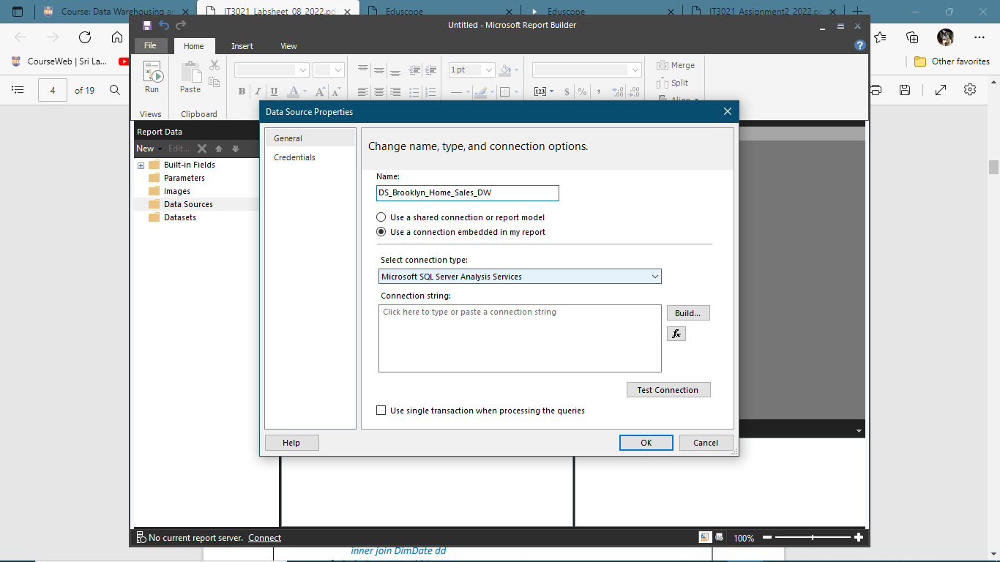 Course: Data Warehousing an
IT3021_Labsheet_08_2022.pd
Eduscope
Eduscope
IT3021_Assignment2_2022.pd
CourseWeb | Sri La...
Other favorites
4 of 19
Untitled - Microsoft Report Builder
File
Home
Insert
View
Run
Paste
B I U
1 pt
123
$ % ,
Merge
Split
Align
Views
Clipboard
Report Data
New
Edit...
Built-in Fields
Parameters
Images
Data Sources
Datasets
Data Source Properties
General
Credentials
Change name, type, and connection options.
Name:
DS_Brooklyn_Home_Sales_DW
Use a shared connection or report model
Use a connection embedded in my report
Select connection type:
Microsoft SQL Server Analysis Services
Connection string:
Click here to type or paste a connection string
Build...
fx
Test Connection
Use single transaction when processing the queries
Help
OK
Cancel
No current report server. Connect
100%
inner join DimDate dd